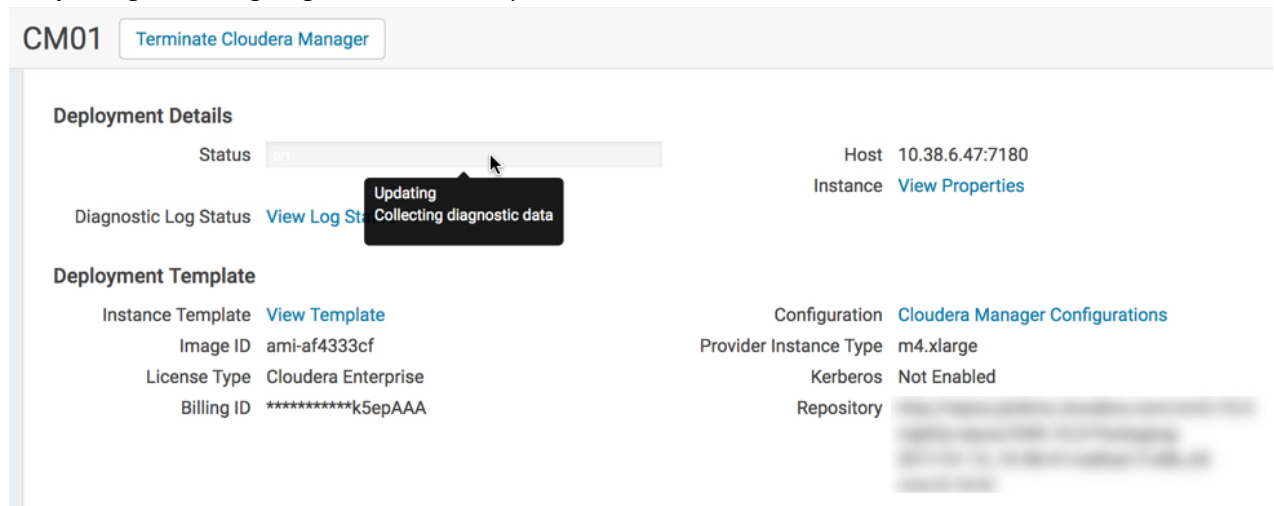 CM01 Terminate Cloudera Manager
Deployment Details
Status 0/1
Updating
Collecting diagnostic data
Diagnostic Log Status View Log Sta
Host 10.38.6.47:7180
Instance View Properties
Deployment Template
Instance Template View Template
Image ID ami-af4333cf
License Type Cloudera Enterprise
Billing ID ***********k5epAAA
Configuration Cloudera Manager Configurations
Provider Instance Type m4.xlarge
Kerberos Not Enabled
Repository